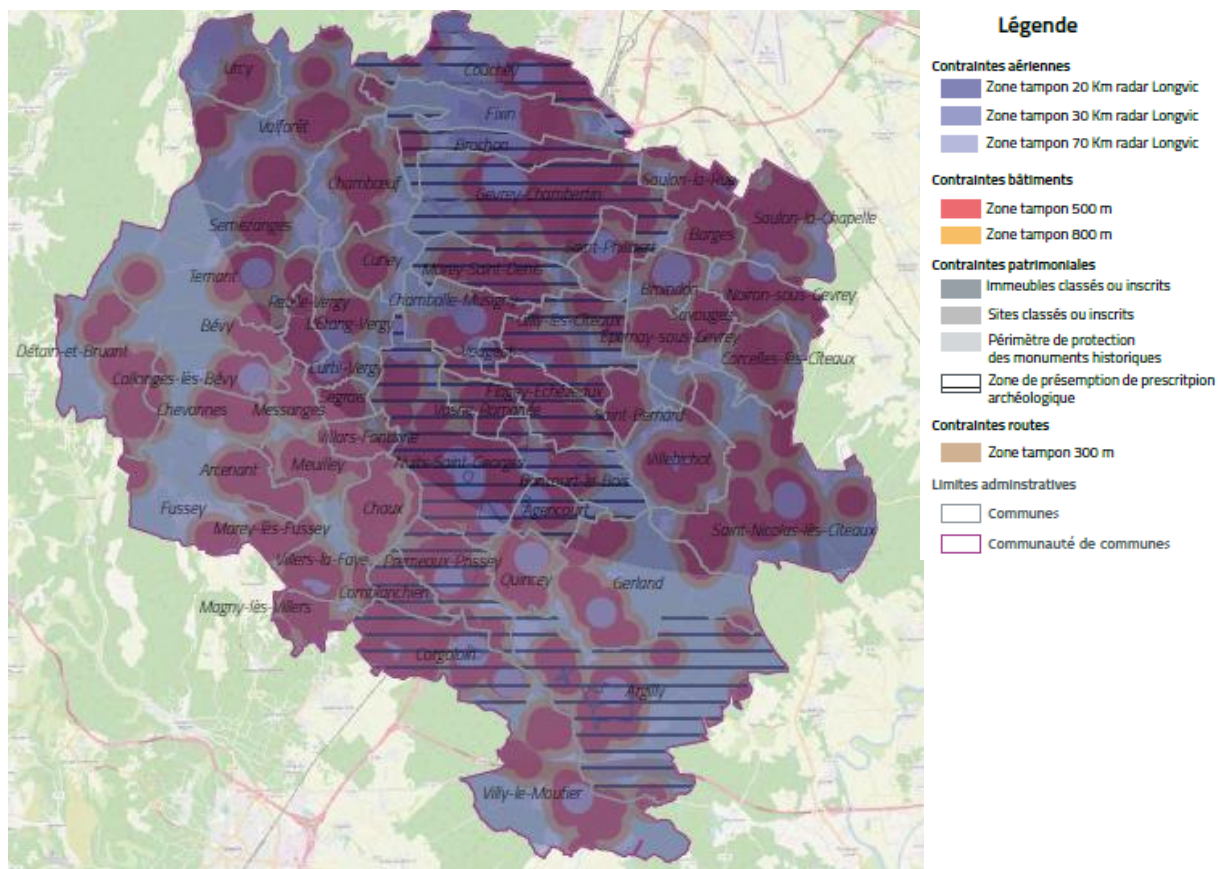 Légende
Contraintes aériennes
Zone tampon 20 Km radar Longvic
Zone tampon 30 Km radar Longvic
Zone tampon 70 Km radar Longvic
Contraintes bâtiments
Zone tampon 500 m
Zone tampon 800 m
Contraintes patrimoniales
Immeubles classés ou inscrits
Sites classés ou inscrits
Périmètre de protection
des monuments historiques
Zone de présemption de prescritpion
archéologique
Contraintes routes
Zone tampon 300 m
Limites adminstratives
Communes
Communauté de communes
Urcy
Couchey
Fixin
Valforêt
Brochon
Chambœuf
Gevrey-Chambertin
Saulon-la-Rue
Saulon-la-Chapelle
Semezanges
Saint-Philibert
Barges
Curley
Morey-Saint-Denis
Ternant
Broindon
Noiron-sous-Gevrey
Reulle-Vergy
Chambolle-Musigny
Savouges
L'Étang-Vergy
Gilly-lès-Cîteaux
Bévy
Épernay-sous-Gevrey
Détain-et-Bruant
Vougeot
Corcelles-lès-Cîteaux
Curtil-Vergy
Collonges-lès-Bévy
Flagey-Echézeaux
Segrois
Chevannes
Messanges
Vosne-Romanée
Saint-Bernard
Villars-Fontaine
Arcenant
Meuilley
Nuits-Saint-Georges
Villebichot
Boncourt-le-Bois
Fussey
Chaux
Agencourt
Marey-lès-Fussey
Saint-Nicolas-lès-Cîteaux
Villers-la-Faye
Premeaux-Prissey
Quincey
Gerland
Comblanchien
Magny-lès-Villers
Corgoloin
Argilly
Villy-le-Moutier